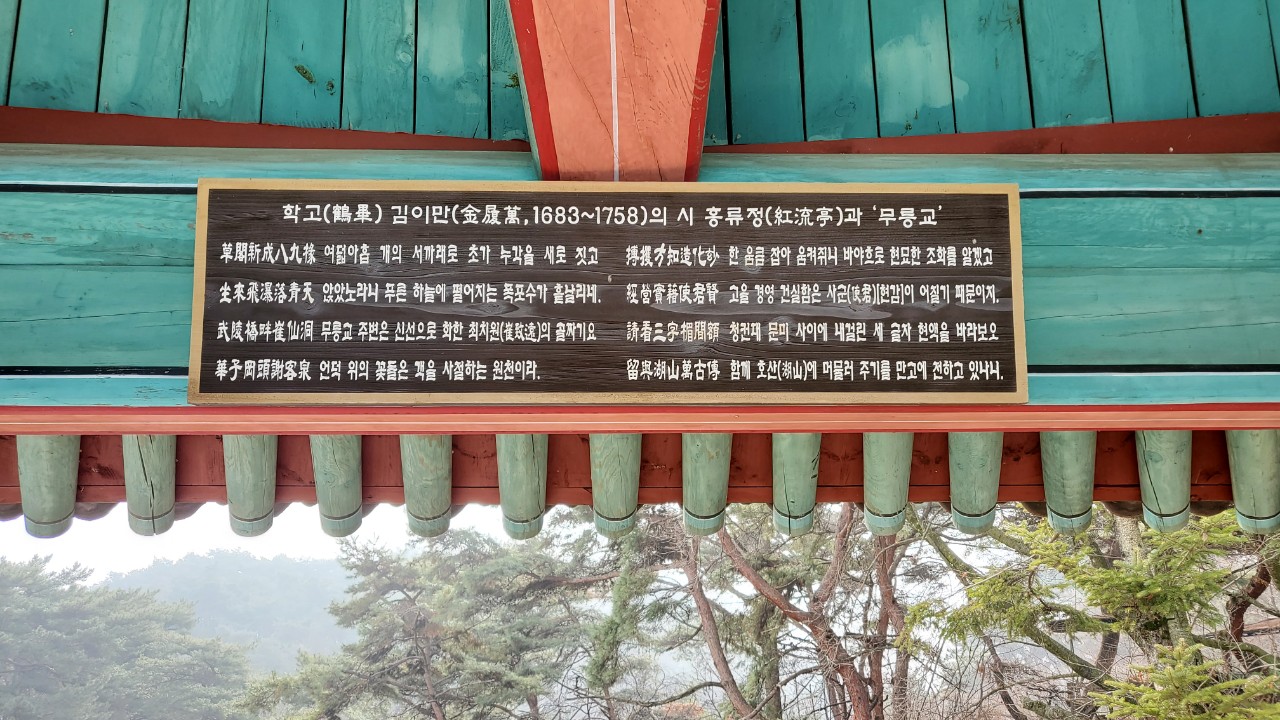 학고(鶴皐) 김이만(金履萬, 1683~1758)의 시 홍류정(紅流亭)과 '무릉교'
草閣新成八九椽 여덟아홉 개의 서까래로 초가 누각을 새로 짓고
坐來飛瀑落靑天 앉았노라니 푸른 하늘에 떨어지는 폭포수가 흩날리네.
武陵橋畔崔仙洞 무릉교 주변은 신선으로 화한 최치원(崔致遠)의 골짜기요
華子岡頭謝客泉 언덕 위의 꽃들은 객을 사절하는 원천이라.
搏攫方知造化妙 한 움큼 잡아 움켜쥐니 바야흐로 현묘한 조화를 알겠고
經營實藉使君賢 고을 경영 건실함은 사군(使君)[현감]이 어질기 때문이지.
請看三字楣間額 청컨대 문미 사이에 내걸린 세 글자 현액을 바라보오
留與湖山萬古傳 함께 호산(湖山)에 머물러 주기를 만고에 전하고 있나니.